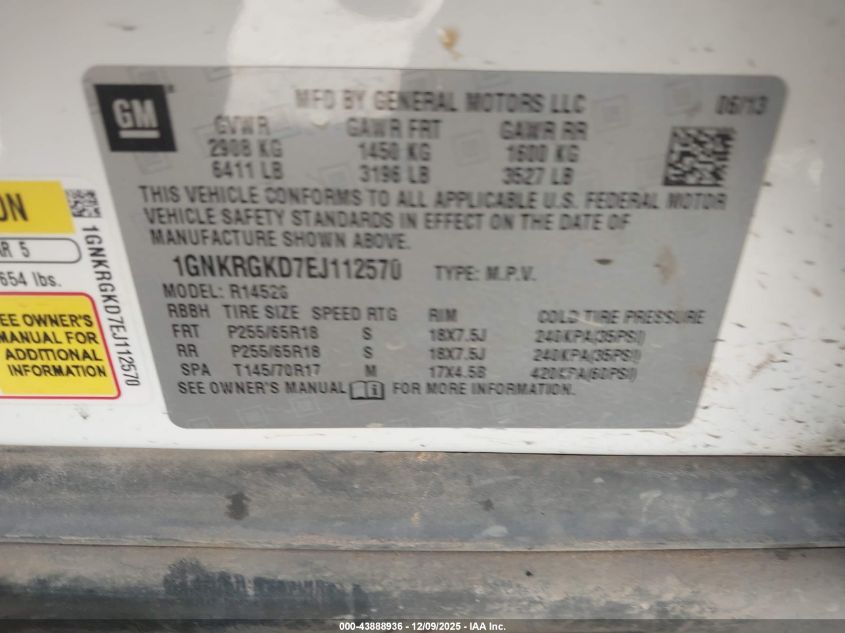 GM
MFD BY GENERAL MOTORS LLC 06/13
GVWR GAWR FRT GAWR RR
2908 KG 1450 KG 1600 KG
6411 LB 3196 LB 3527 LB
THIS VEHICLE CONFORMS TO ALL APPLICABLE U.S. FEDERAL MOTOR
VEHICLE SAFETY STANDARDS IN EFFECT ON THE DATE OF
MANUFACTURE SHOWN ABOVE.
1GNKRGKD7EJ112570 TYPE: M.P.V.
MODEL: R14526
RBBH TIRE SIZE SPEED RTG RIM COLD TIRE PRESSURE
FRT P255/65R18 S 18X7.5J 240KPA(35PSI)
RR P255/65R18 S 18X7.5J 240KPA(35PSI)
SPA T145/70R17 M 17X4.5B 420KPA(60PSI)
SEE OWNER'S MANUAL FOR MORE INFORMATION.
ON
AR 5
654 lbs.
SEE OWNER'S
MANUAL FOR
ADDITIONAL
INFORMATION
1GNKRGKD7EJ112570
000-43888936 - 12/09/2025 - IAA Inc.